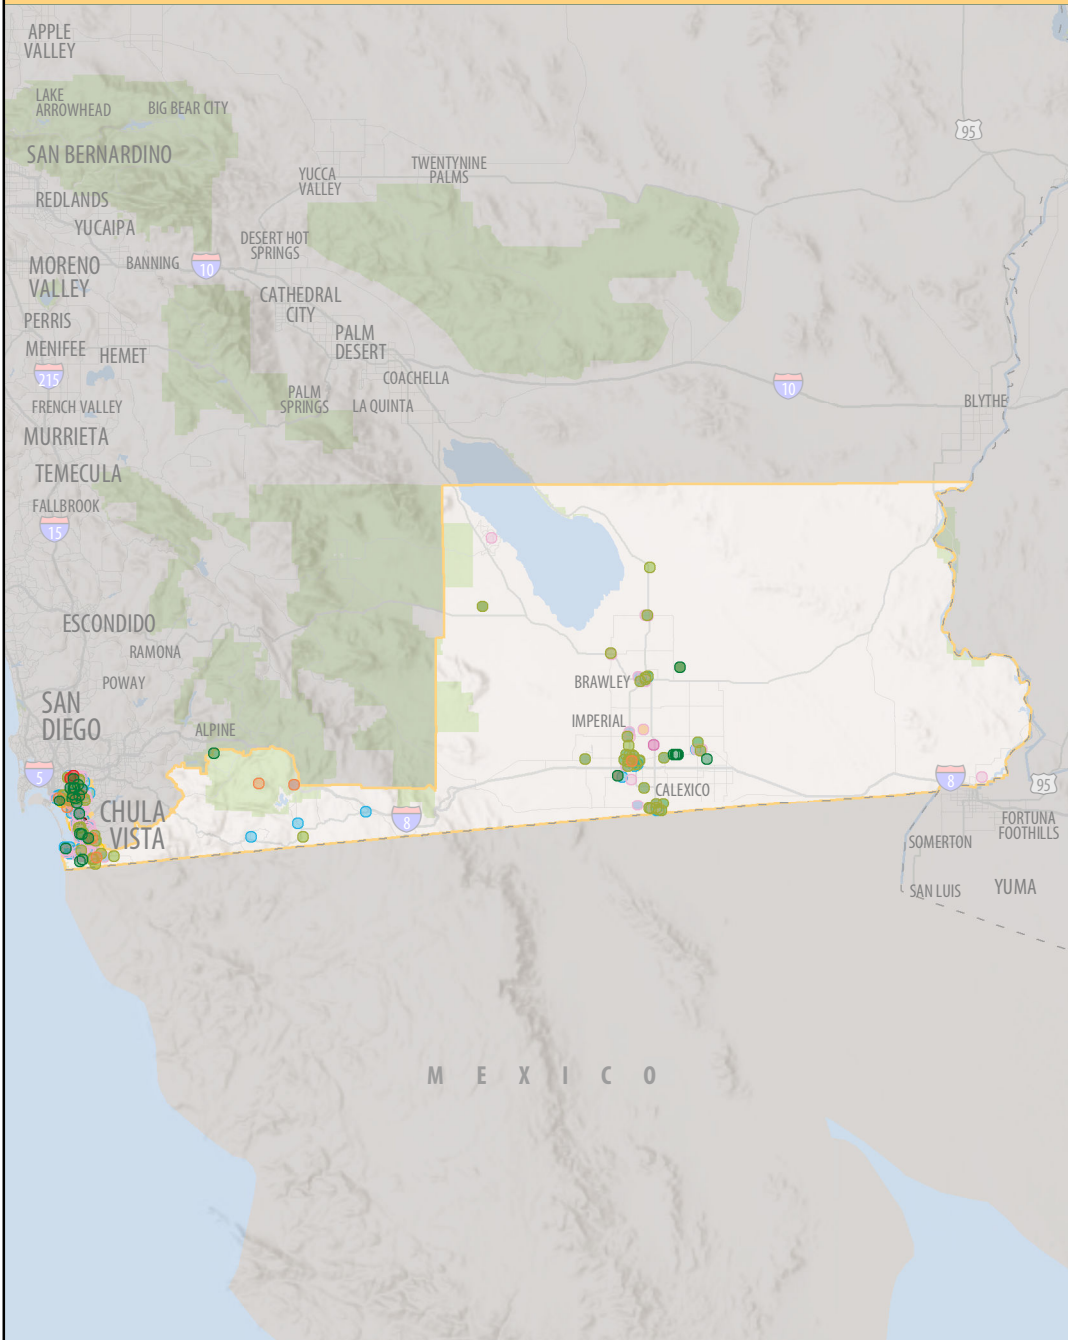 APPLE
VALLEY
LAKE
ARROWHEAD
BIG BEAR CITY
95
SAN BERNARDINO
YUCCA
VALLEY
TWENTYNINE
PALMS
REDLANDS
YUCAIPA
DESERT HOT
SPRINGS
MORENO
VALLEY
BANNING
10
CATHEDRAL
CITY
PERRIS
PALM
DESERT
MENIFEE
HEMET
215
COACHELLA
10
PALM
SPRINGS
LA QUINTA
FRENCH VALLEY
BLYTHE
MURRIETA
TEMECULA
FALLBROOK
15
ESCONDIDO
RAMONA
POWAY
BRAWLEY
SAN
DIEGO
ALPINE
IMPERIAL
5
8
95
CALEXICO
CHULA
VISTA
8
FORTUNA
FOOTHILLS
SOMERTON
SAN LUIS
YUMA
MEXICO